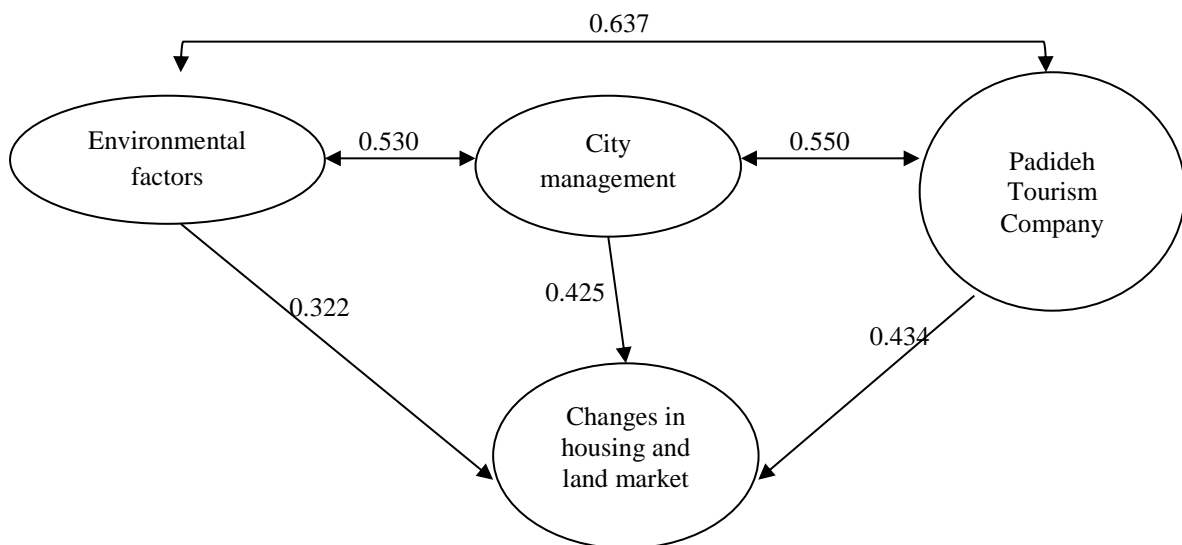 0.637
Environmental
factors
0.530
City
management
0.550
Padideh
Tourism
Company
0.322
0.425
0.434
Changes in
housing and
land market